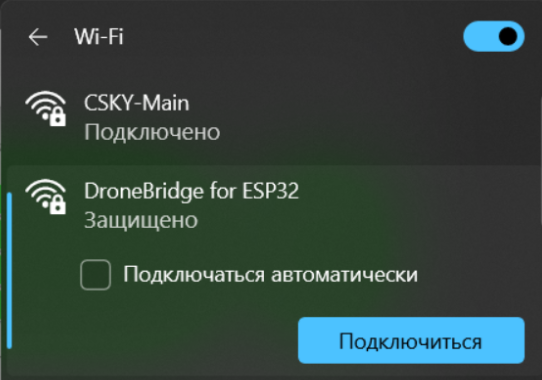 Wi-Fi
CSKY-Main
Подключено
DroneBridge for ESP32
Защищено
Подключаться автоматически
Подключиться